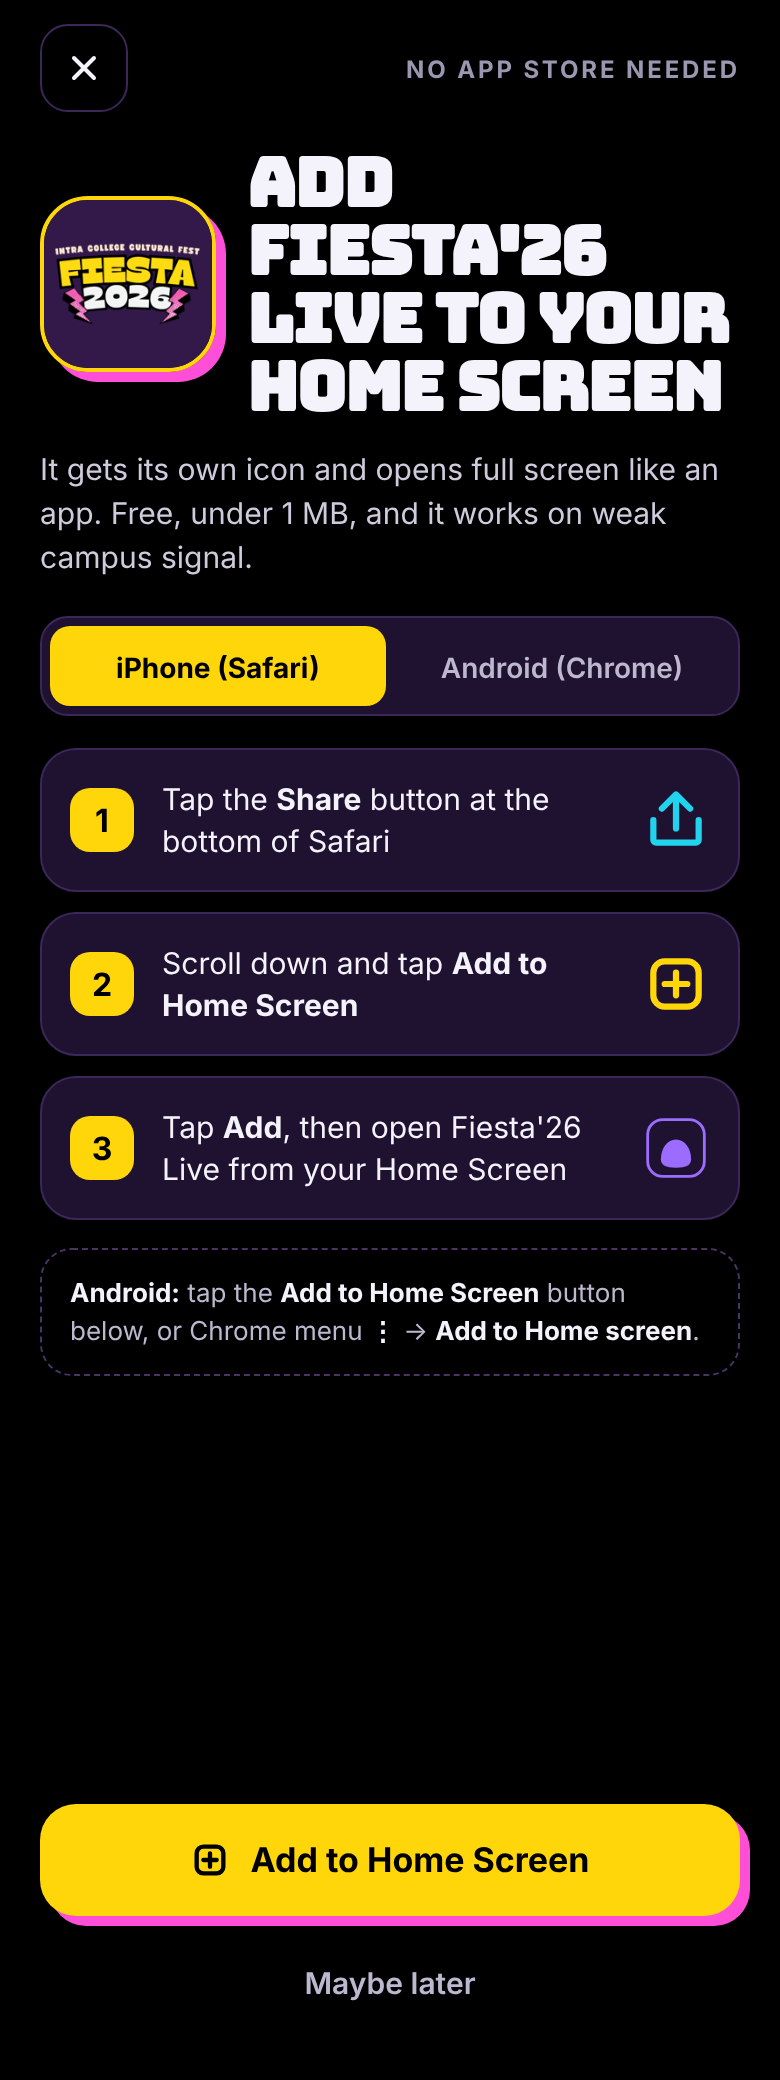 NO APP STORE NEEDED
INTRA COLLEGE CULTURAL FEST
FIESTA
2026
ADD
FIESTA'26
LIVE TO YOUR
HOME SCREEN
It gets its own icon and opens full screen like an
app. Free, under 1 MB, and it works on weak
campus signal.
iPhone (Safari)
Android (Chrome)
1
Tap the Share button at the
bottom of Safari
2
Scroll down and tap Add to
Home Screen
3
Tap Add, then open Fiesta'26
Live from your Home Screen
Android: tap the Add to Home Screen button
below, or Chrome menu ⋮ → Add to Home screen.
Add to Home Screen
Maybe later